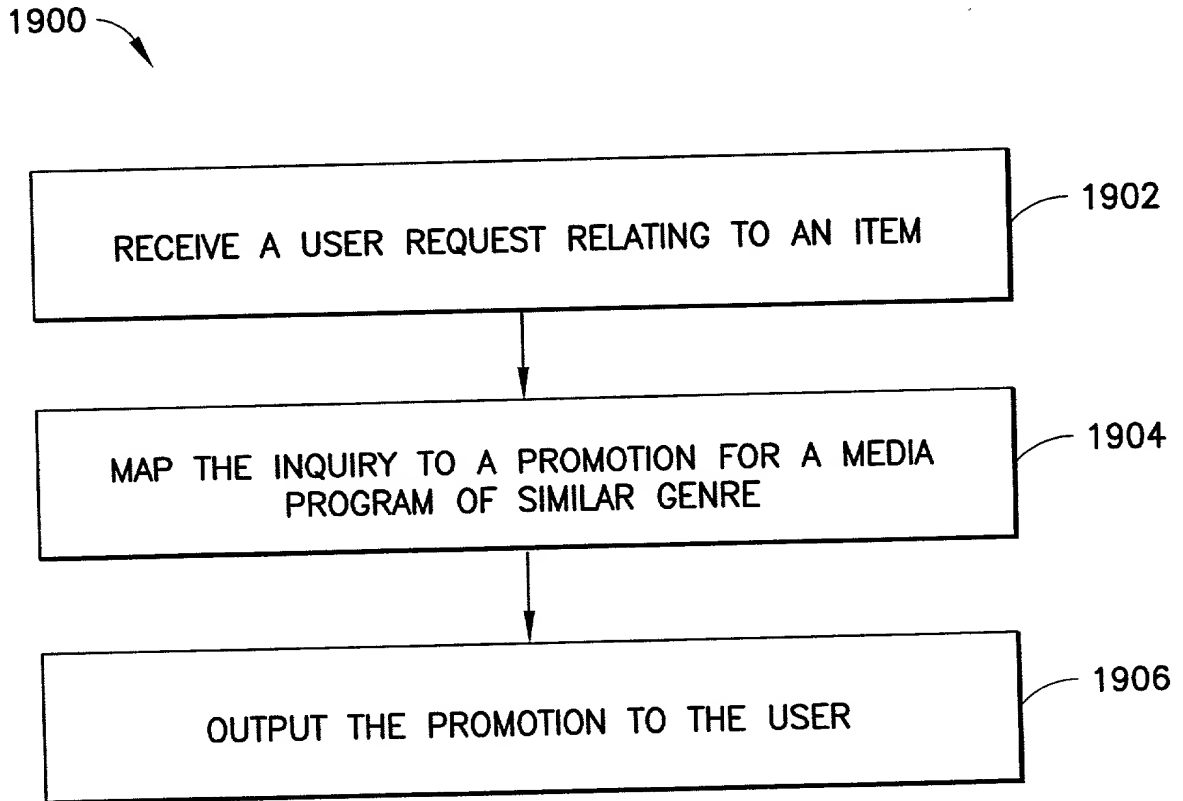 1900
RECEIVE A USER REQUEST RELATING TO AN ITEM
1902
MAP THE INQUIRY TO A PROMOTION FOR A MEDIA
PROGRAM OF SIMILAR GENRE
1904
OUTPUT THE PROMOTION TO THE USER
1906